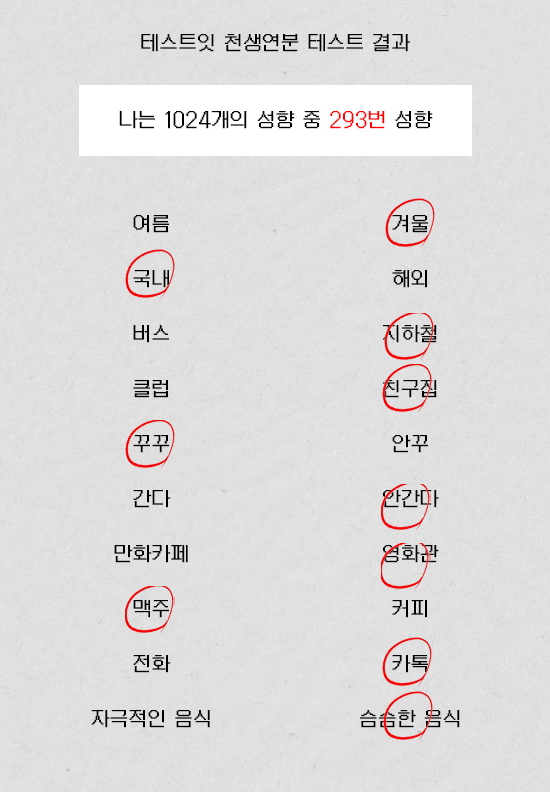 테스트잇 천생연분 테스트 결과
나는 1024개의 성향 중 293번 성향
여름 겨울
국내 해외
버스 지하철
클럽 친구집
꾸꾸 안꾸
간다 안간다
만화카페 영화관
맥주 커피
전화 카톡
자극적인 음식 슴슴한 음식